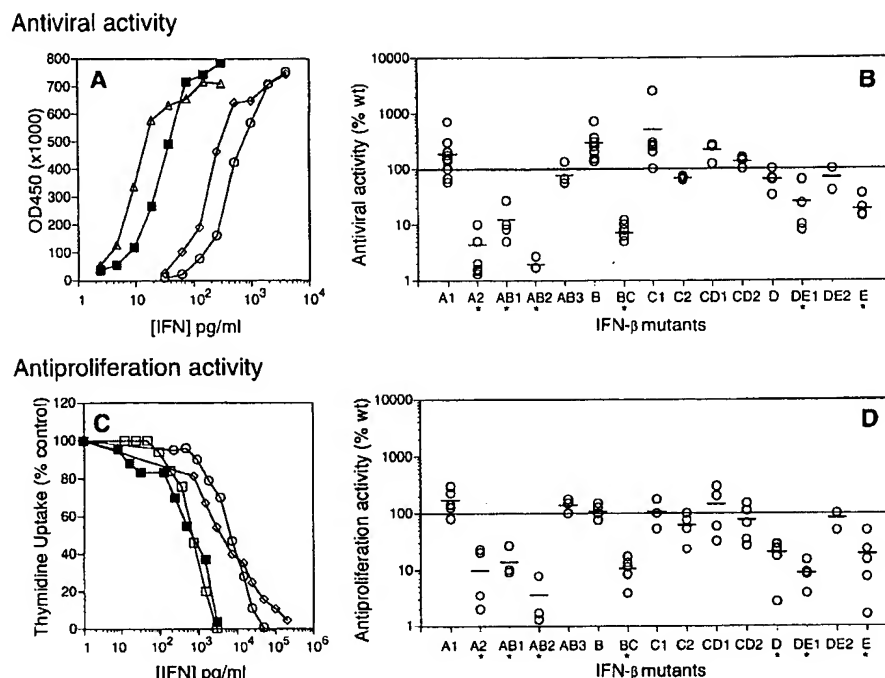 Antiviral activity
A
OD450 (x1000)
800
700
600
500
400
300
200
100
0
10⁰ 10¹ 10² 10³ 10⁴
[IFN] pg/ml
B
Antiviral activity (% wt)
10000
1000
100
10
1
A1 A2 AB1 AB2 AB3 B BC C1 C2 CD1 CD2 D DE1 DE2 E
* * * * * *
IFN-β mutants
Antiproliferation activity
C
Thymidine Uptake (% control)
120
100
80
60
40
20
0
1 10 10² 10³ 10⁴ 10⁵ 10⁶
[IFN] pg/ml
D
Antiproliferation activity (% wt)
10000
1000
100
10
1
A1 A2 AB1 AB2 AB3 B BC C1 C2 CD1 CD2 D DE1 DE2 E
* * * * * * *
IFN-β mutants